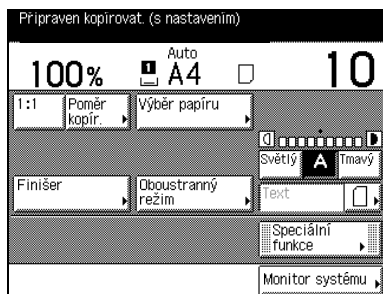 Připraven kopírovat. (s nastavením)
100%
1
Auto
A4
10
1:1
Poměr
kopír.
Výběr papíru
Světlý
A
Tmavý
Finišer
Oboustranný
režim
Text
Speciální
funkce
Monitor systému